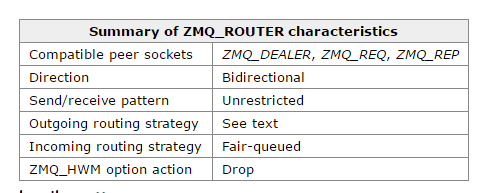 Summary of ZMQ_ROUTER characteristics
Compatible peer sockets ZMQ_DEALER, ZMQ_REQ, ZMQ_REP
Direction Bidirectional
Send/receive pattern Unrestricted
Outgoing routing strategy See text
Incoming routing strategy Fair-queued
ZMQ_HWM option action Drop